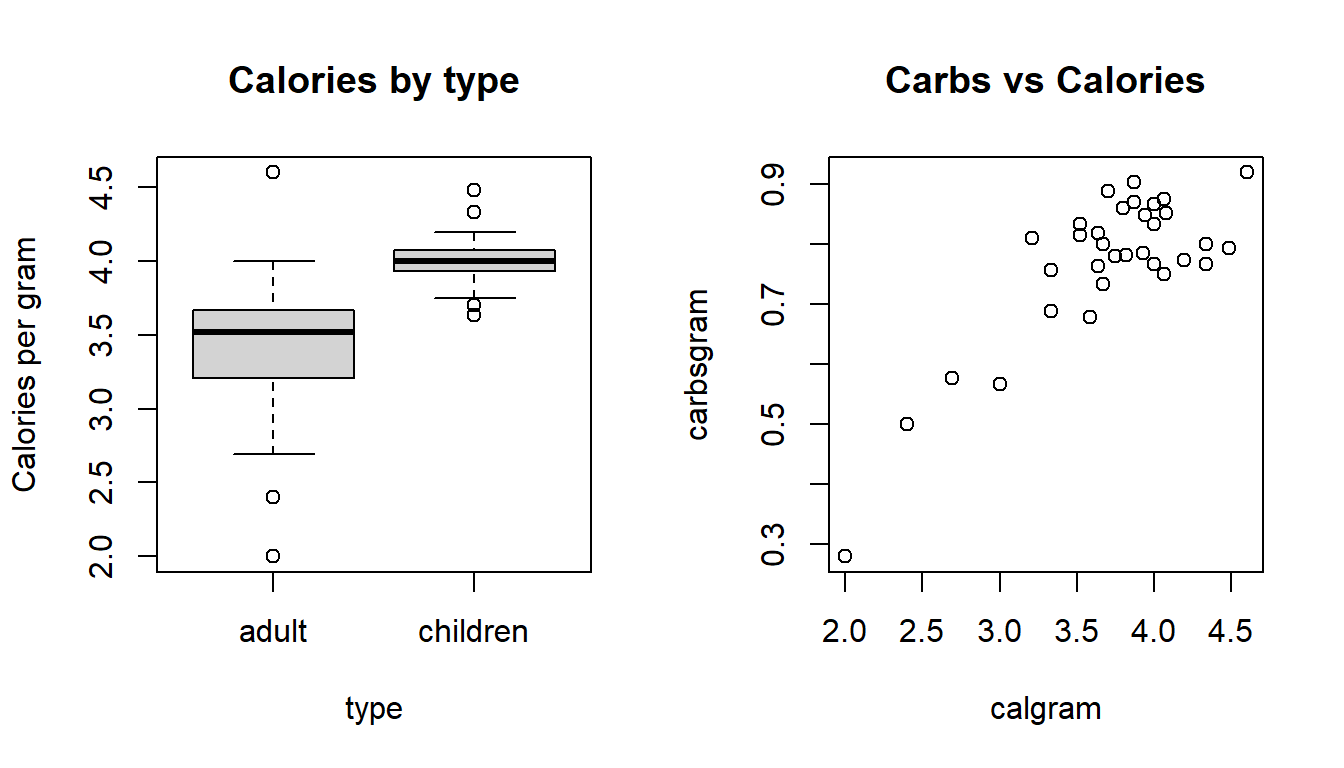 Calories by type
Calories per gram
4.5
4.0
3.5
3.0
2.5
2.0
adult children
type
Carbs vs Calories
carbsgram
0.9
0.7
0.5
0.3
2.0 2.5 3.0 3.5 4.0 4.5
calgram